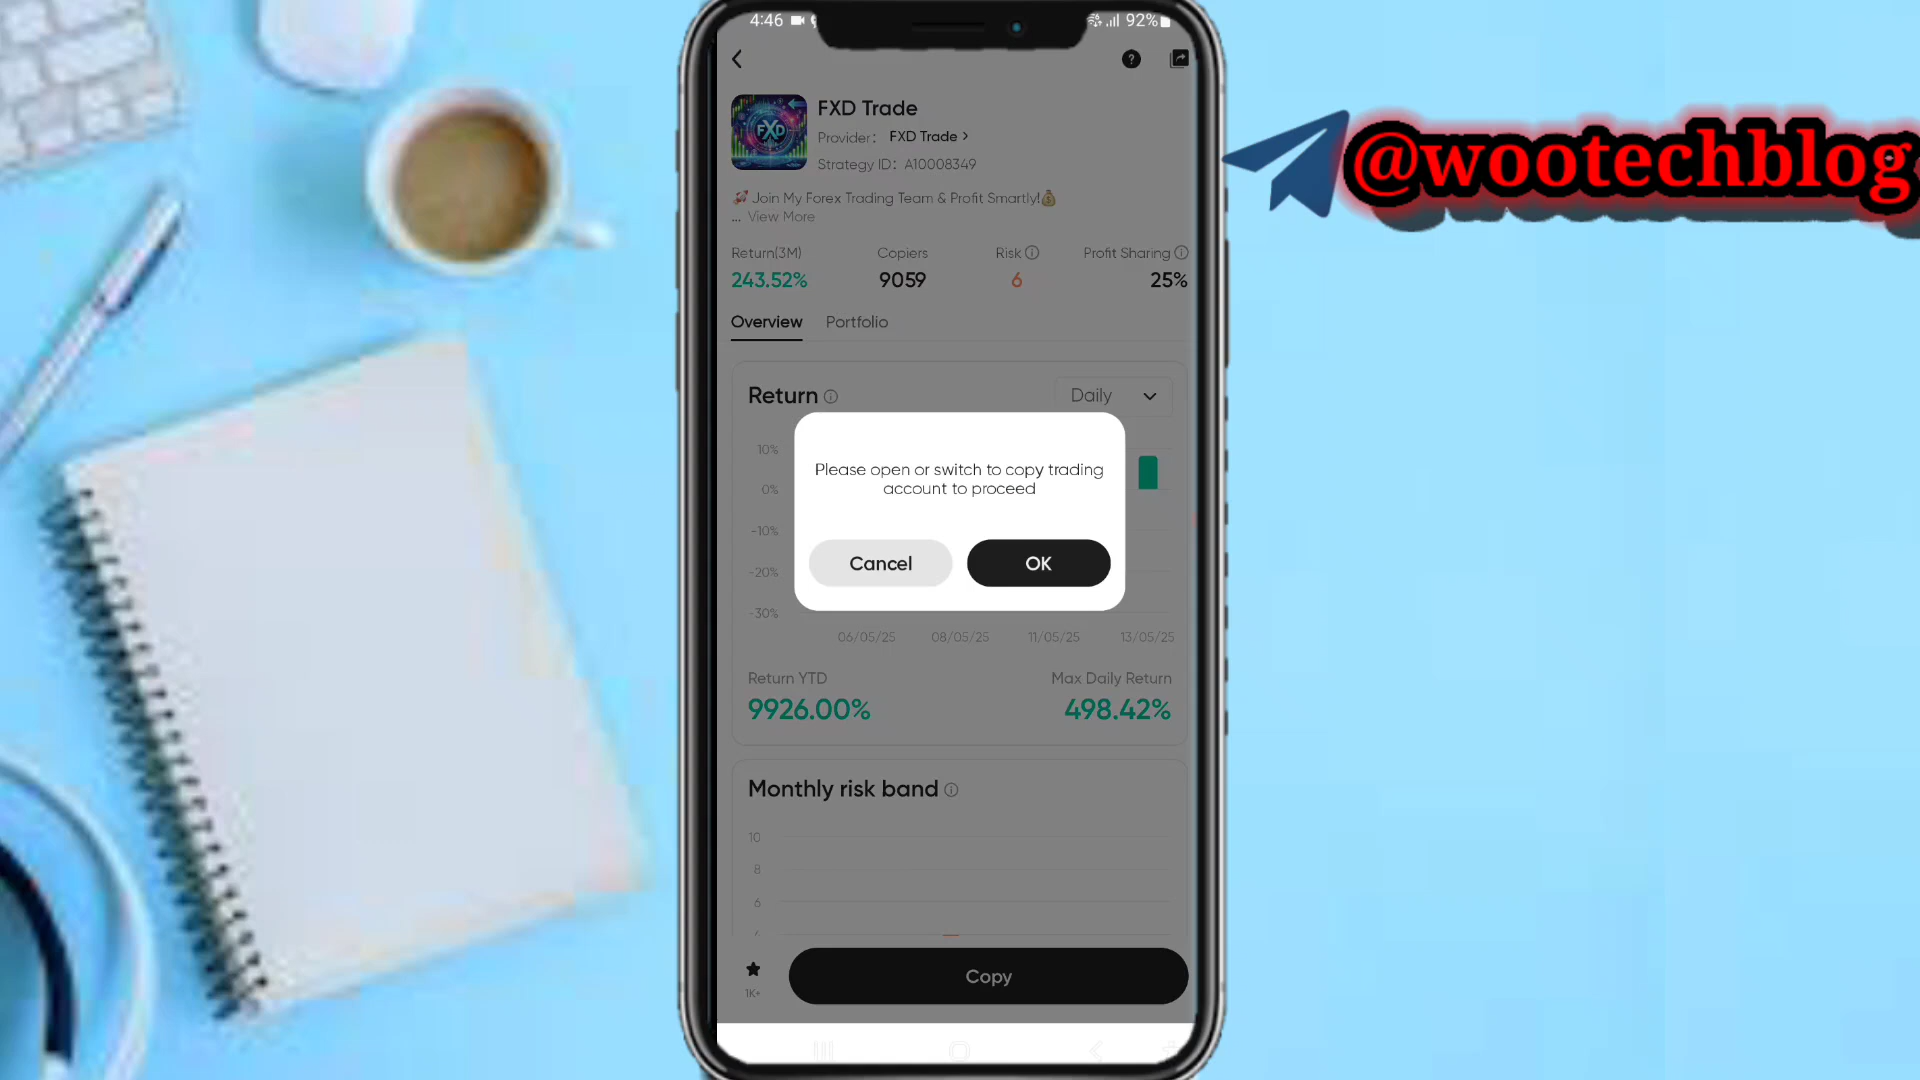 4:46
92%
FXD Trade
FXD
Provider: FXD Trade >
Strategy ID: A10008349
🚀 Join My Forex Trading Team & Profit Smartly!💰
... View More
Return(3M) Copiers Risk Profit Sharing
243.52% 9059 6 25%
Overview Portfolio
Return
Daily
10%
0%
-10%
-20%
-30%
Please open or switch to copy trading
account to proceed
Cancel OK
06/05/25 08/05/25 11/05/25 13/05/25
Return YTD Max Daily Return
9926.00% 498.42%
Monthly risk band
10
8
6
Copy
1K+
@wootechblog